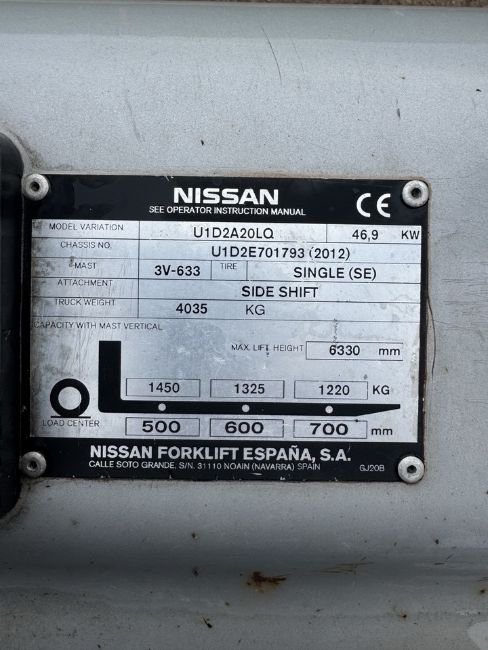 NISSAN
SEE OPERATOR INSTRUCTION MANUAL
CE
MODEL VARIATION U1D2A20LQ 46,9 KW
CHASSIS NO. U1D2E701793 (2012)
MAST 3V-633 TIRE SINGLE (SE)
ATTACHMENT SIDE SHIFT
TRUCK WEIGHT 4035 KG
CAPACITY WITH MAST VERTICAL
MAX. LIFT HEIGHT 6330 mm
1450 1325 1220 KG
LOAD CENTER 500 600 700 mm
NISSAN FORKLIFT ESPAÑA, S.A.
CALLE SOTO GRANDE, S/N. 31110 NOAIN (NAVARRA) SPAIN GJ20B